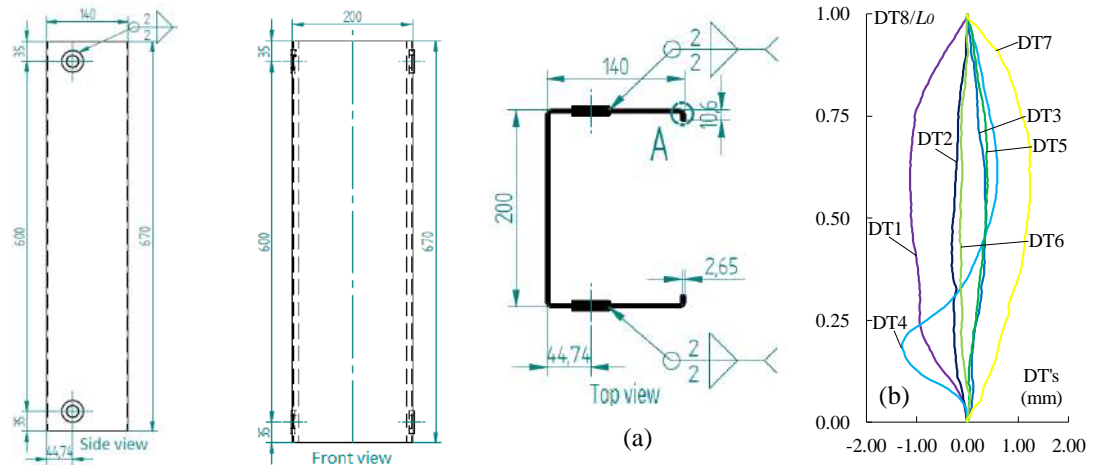 140
2
2
35
600
670
35
44,74
Side view
200
35
600
670
35
Front view
2
2
140
10,6
A
200
2,65
44,74
2
2
Top view
(a)
1.00
DT8/L0
DT7
0.75
DT3
DT2
DT5
0.50
DT1
DT6
0.25
DT4
DT's
(mm)
(b)
0.00
-2.00 -1.00 0.00 1.00 2.00